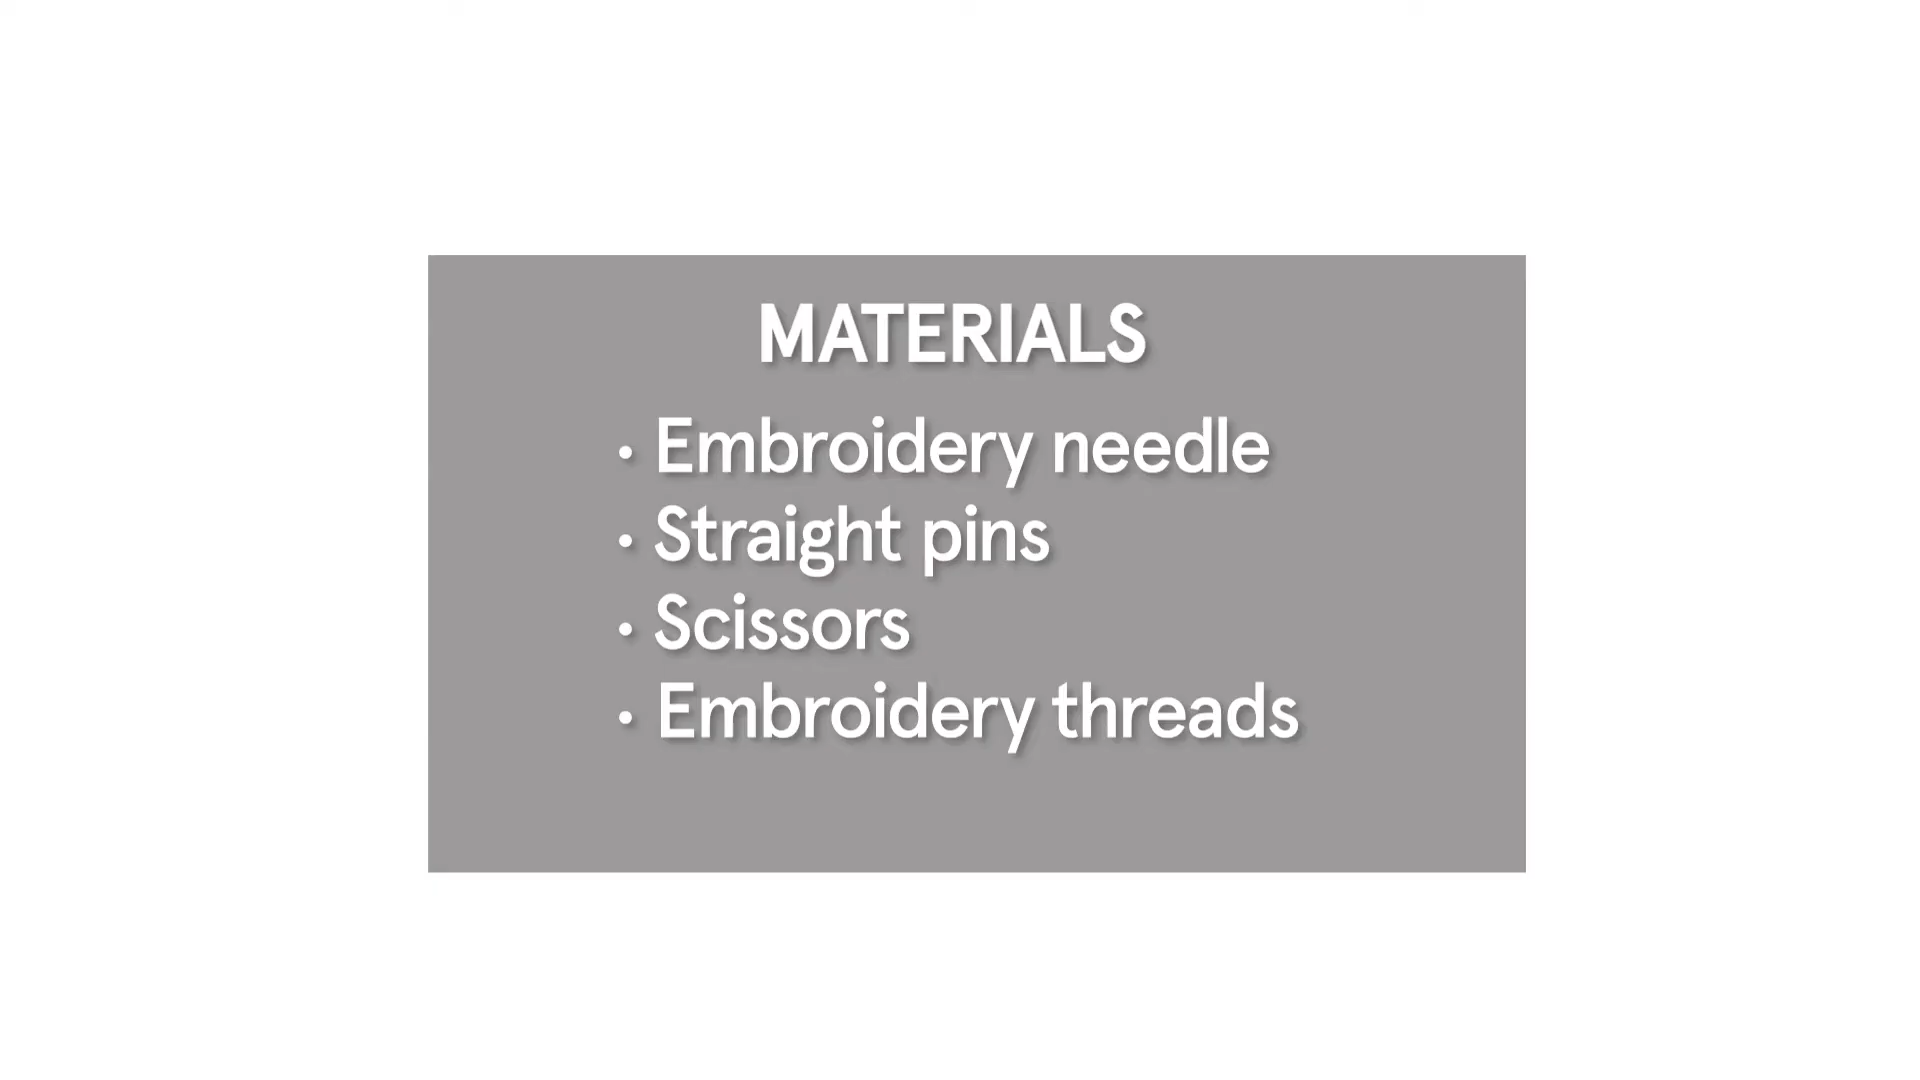 MATERIALS
• Embroidery needle
• Straight pins
• Scissors
• Embroidery threads